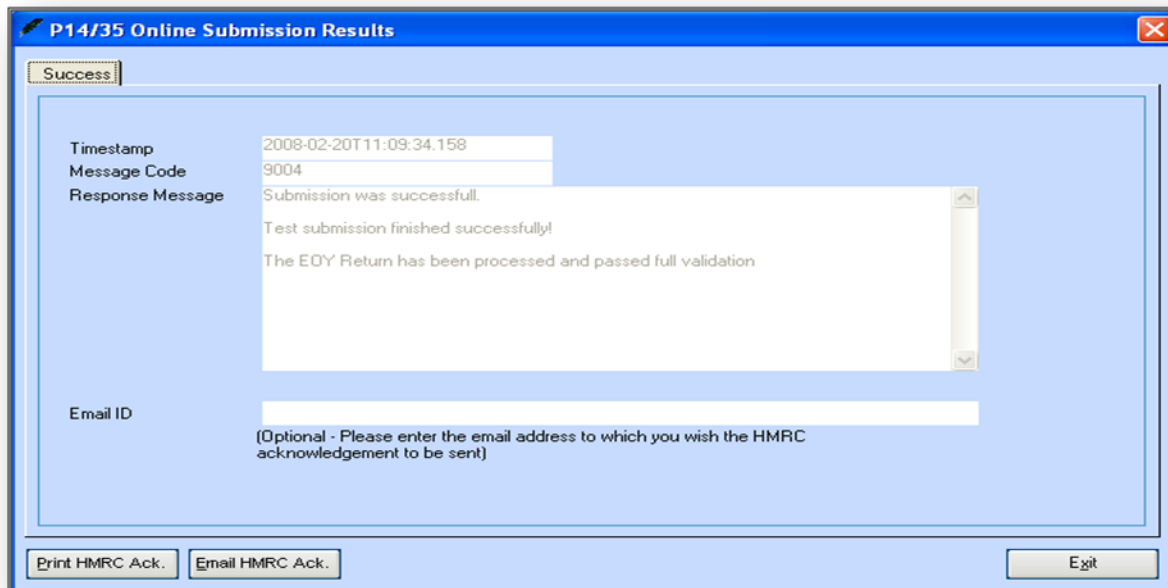 P14/35 Online Submission Results
Success
Timestamp 2008-02-20T11:09:34.158
Message Code 9004
Response Message Submission was successfull.
Test submission finished successfully!
The EOY Return has been processed and passed full validation
Email ID
(Optional - Please enter the email address to which you wish the HMRC
acknowledgement to be sent)
Print HMRC Ack. Email HMRC Ack. Exit